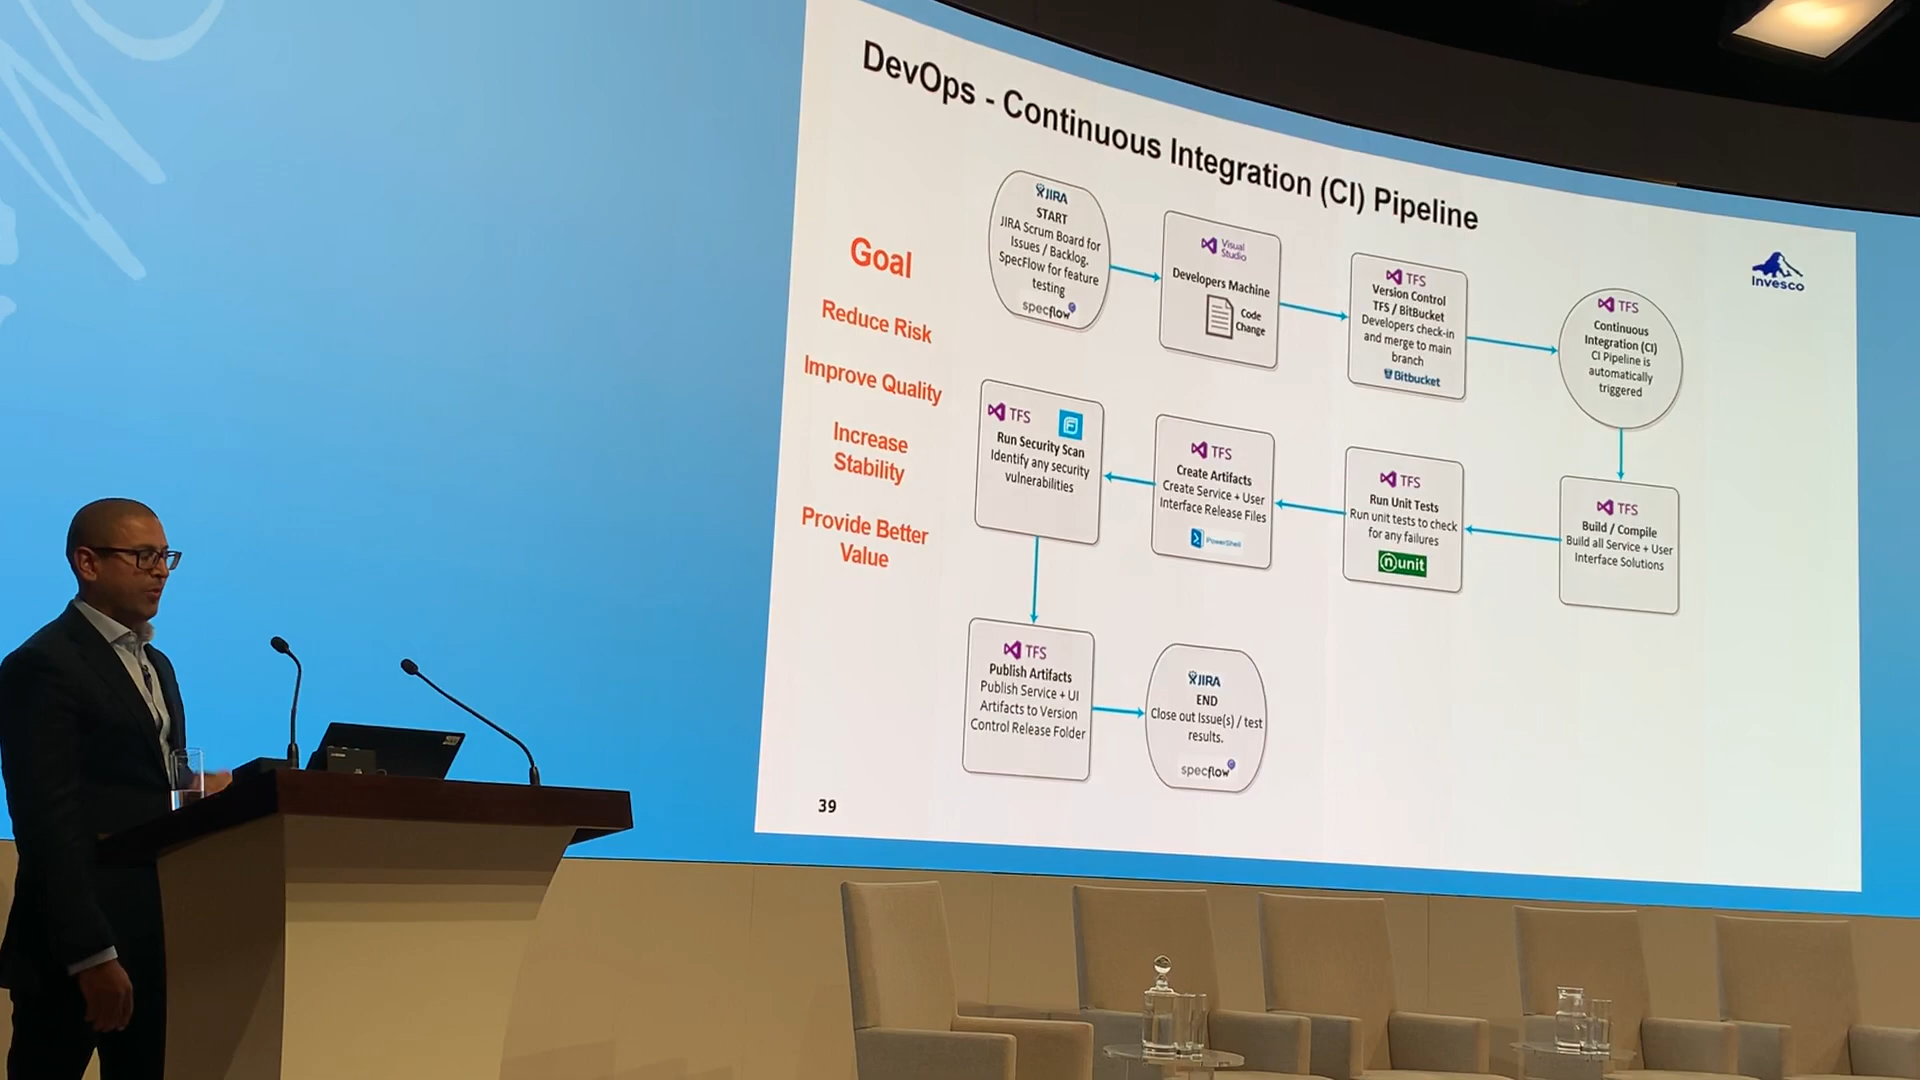 DevOps - Continuous Integration (CI) Pipeline
Goal
Reduce Risk
Improve Quality
Increase
Stability
Provide Better
Value
JIRA
START
JIRA Scrum Board for
Issues / Backlog.
SpecFlow for feature
testing
specflow
Visual
Studio
Developers Machine
Code
Change
TFS
Version Control
TFS / BitBucket
Developers check-in
and merge to main
branch
Bitbucket
TFS
Continuous
Integration (CI)
CI Pipeline is
automatically
triggered
Invesco
TFS
Run Security Scan
Identify any security
vulnerabilities
TFS
Create Artifacts
Create Service + User
Interface Release Files
PowerShell
TFS
Run Unit Tests
Run unit tests to check
for any failures
nunit
TFS
Build / Compile
Build all Service + User
Interface Solutions
TFS
Publish Artifacts
Publish Service + UI
Artifacts to Version
Control Release Folder
JIRA
END
Close out Issue(s) / test
results.
specflow
39